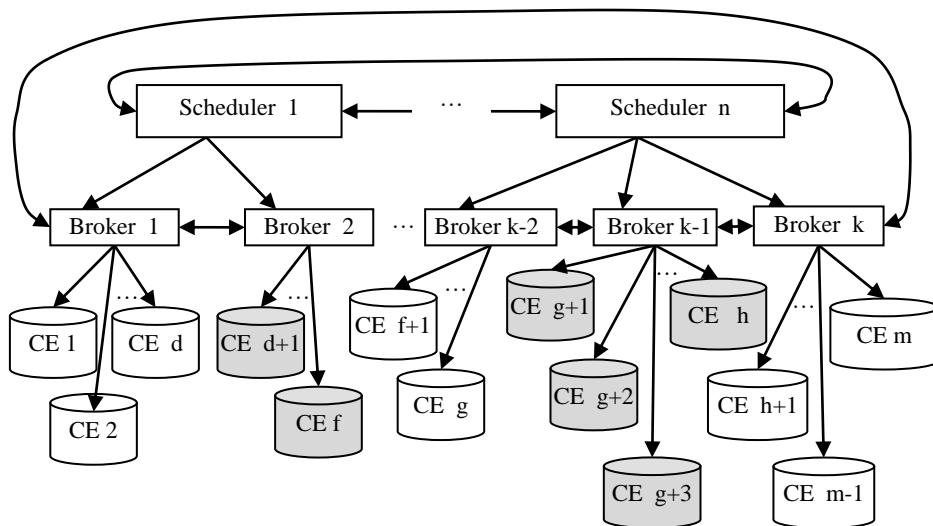 Scheduler 1 ... Scheduler n
Broker 1 Broker 2 ... Broker k-2 Broker k-1 Broker k
... ... ... ... ...
CE 1 CE d CE d+1 CE f+1 CE g+1 CE h CE m
CE 2 CE f CE g CE g+2 CE h+1
CE g+3 CE m-1